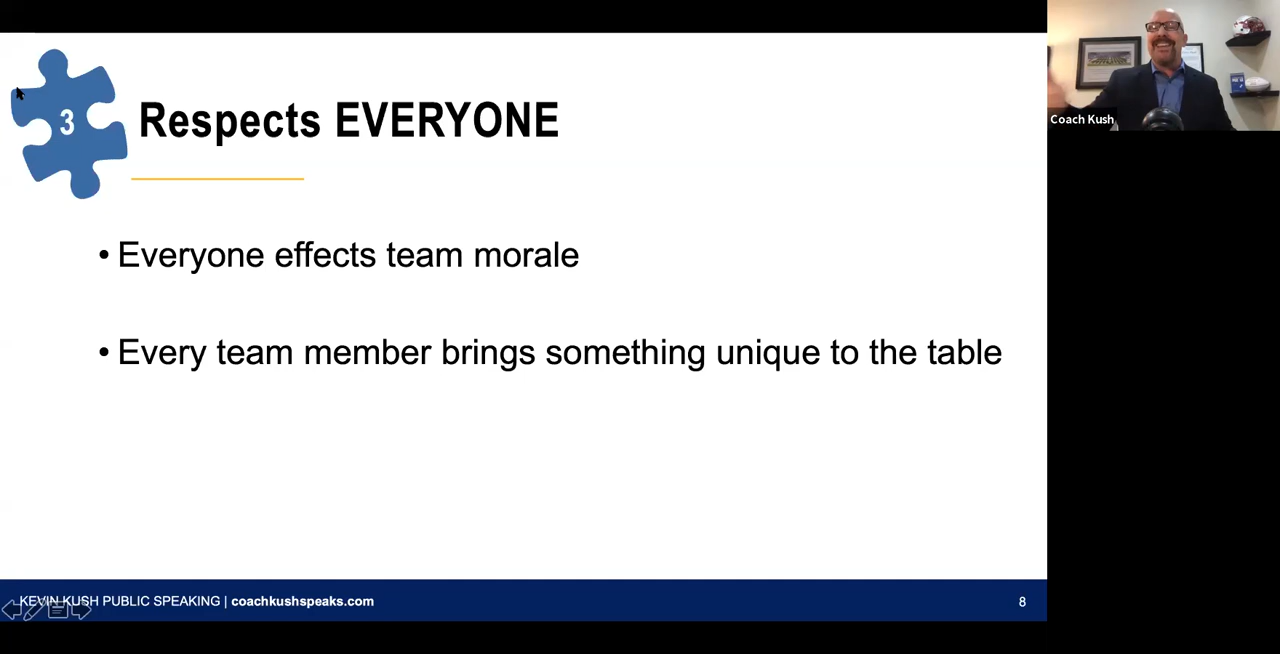 3
Respects EVERYONE
• Everyone effects team morale
• Every team member brings something unique to the table
KEVIN KUSH PUBLIC SPEAKING | coachkushspeaks.com
8
Coach Kush